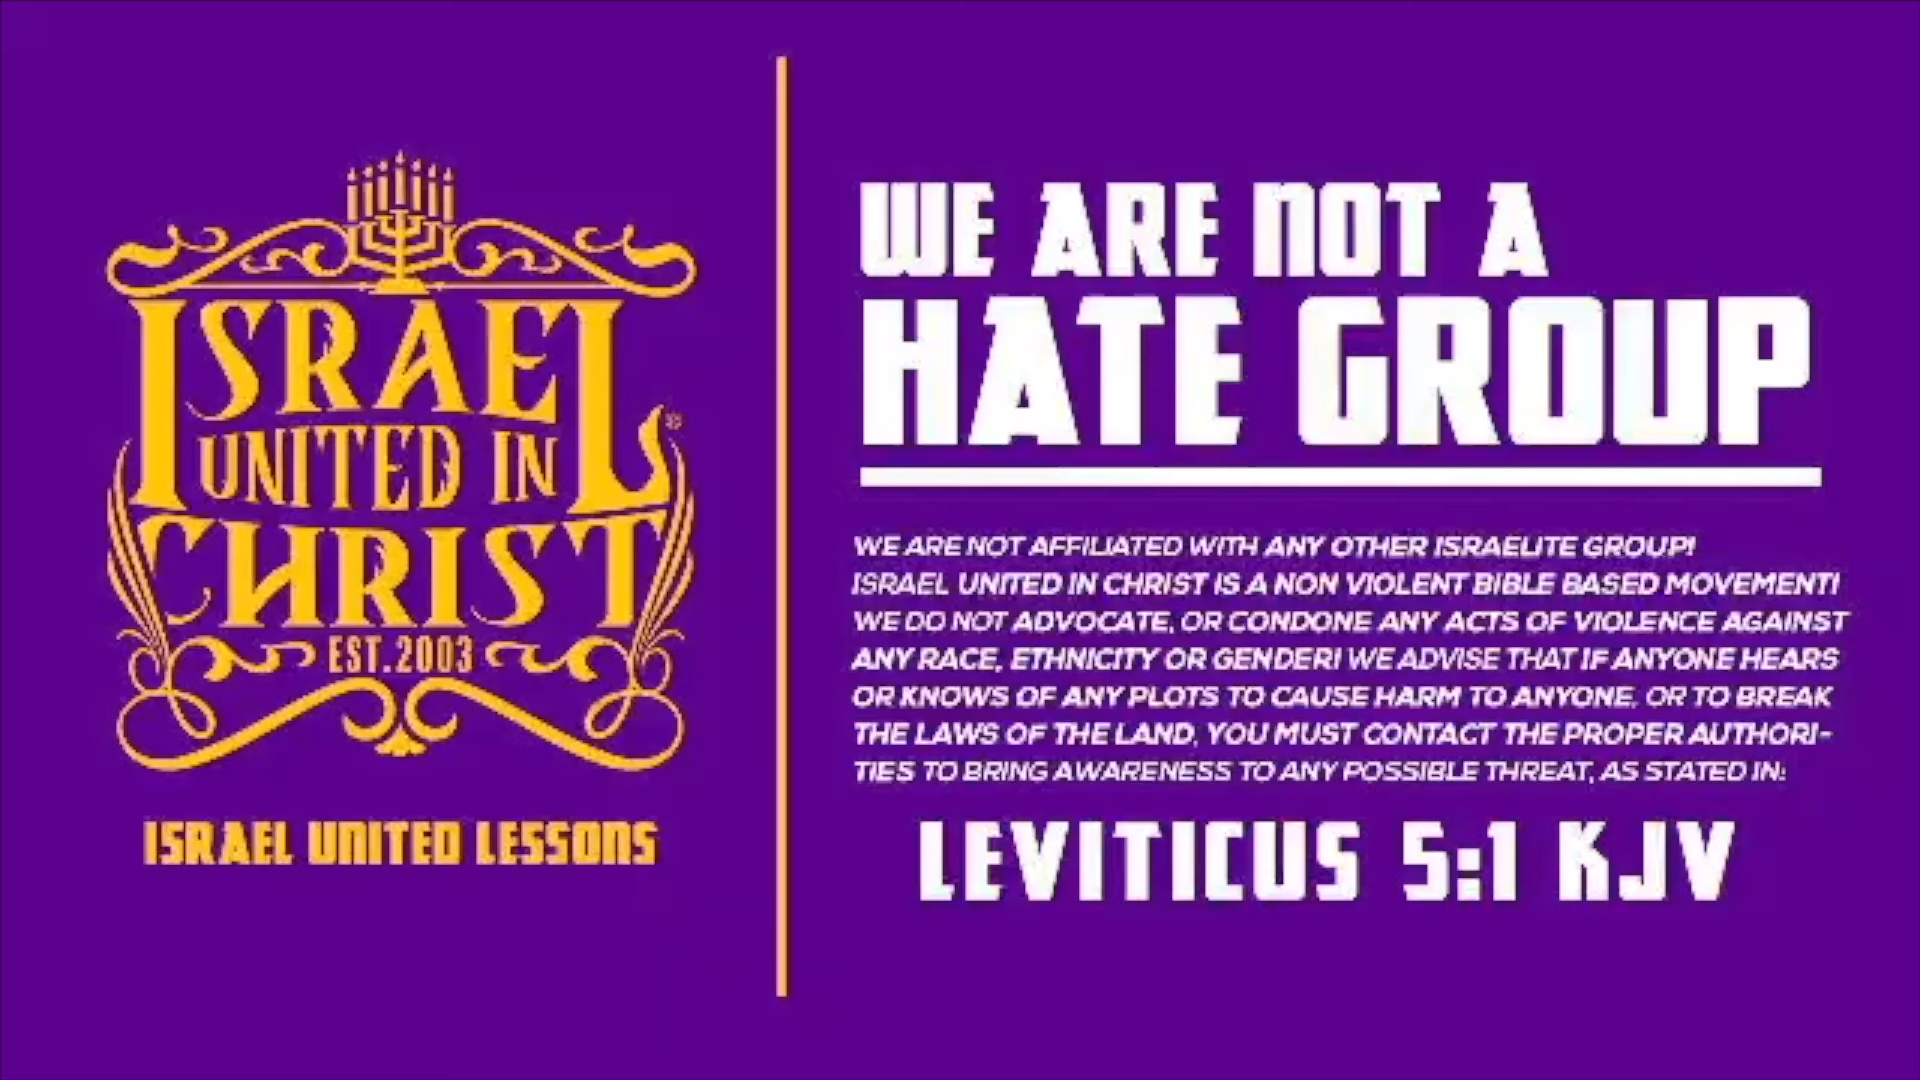 ISRAEL
UNITED IN
CHRIST®
EST. 2003
ISRAEL UNITED LESSONS
WE ARE NOT A
HATE GROUP
WE ARE NOT AFFILIATED WITH ANY OTHER ISRAELITE GROUP!
ISRAEL UNITED IN CHRIST IS A NON VIOLENT BIBLE BASED MOVEMENT!
WE DO NOT ADVOCATE, OR CONDONE ANY ACTS OF VIOLENCE AGAINST
ANY RACE, ETHNICITY OR GENDER! WE ADVISE THAT IF ANYONE HEARS
OR KNOWS OF ANY PLOTS TO CAUSE HARM TO ANYONE, OR TO BREAK
THE LAWS OF THE LAND, YOU MUST CONTACT THE PROPER AUTHORI-
TIES TO BRING AWARENESS TO ANY POSSIBLE THREAT, AS STATED IN:
LEVITICUS 5:1 KJV